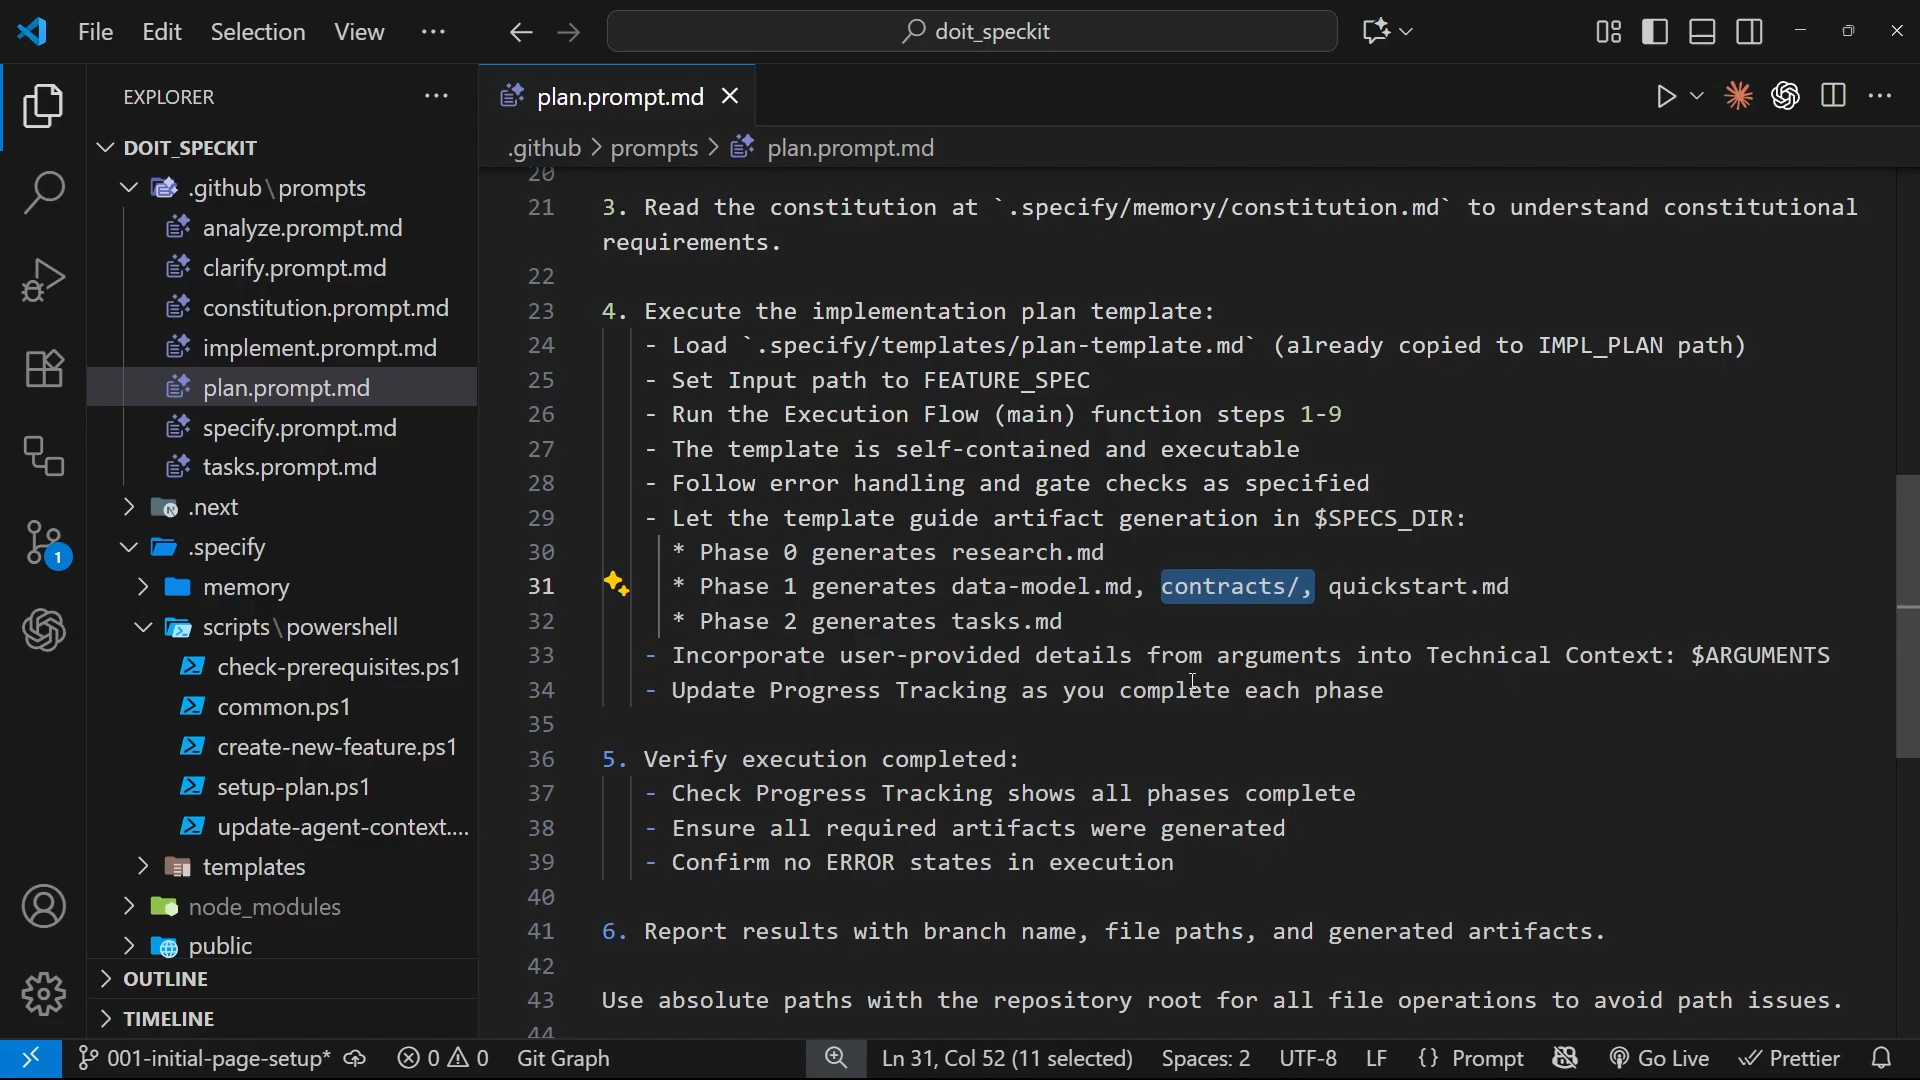 File Edit Selection View ··· doit_speckit
EXPLORER ···
DOIT_SPECKIT
.github\prompts
analyze.prompt.md
clarify.prompt.md
constitution.prompt.md
implement.prompt.md
plan.prompt.md
specify.prompt.md
tasks.prompt.md
.next
.specify
memory
scripts\powershell
check-prerequisites.ps1
common.ps1
create-new-feature.ps1
setup-plan.ps1
update-agent-context....
templates
node_modules
public
OUTLINE
TIMELINE
1
plan.prompt.md
.github > prompts > plan.prompt.md
20
21 3. Read the constitution at `.specify/memory/constitution.md` to understand constitutional
requirements.
22
23 4. Execute the implementation plan template:
24 - Load `.specify/templates/plan-template.md` (already copied to IMPL_PLAN path)
25 - Set Input path to FEATURE_SPEC
26 - Run the Execution Flow (main) function steps 1-9
27 - The template is self-contained and executable
28 - Follow error handling and gate checks as specified
29 - Let the template guide artifact generation in $SPECS_DIR:
30 * Phase 0 generates research.md
31 * Phase 1 generates data-model.md, contracts/, quickstart.md
32 * Phase 2 generates tasks.md
33 - Incorporate user-provided details from arguments into Technical Context: $ARGUMENTS
34 - Update Progress Tracking as you complete each phase
35
36 5. Verify execution completed:
37 - Check Progress Tracking shows all phases complete
38 - Ensure all required artifacts were generated
39 - Confirm no ERROR states in execution
40
41 6. Report results with branch name, file paths, and generated artifacts.
42
43 Use absolute paths with the repository root for all file operations to avoid path issues.
44
001-initial-page-setup* 0 0 Git Graph Ln 31, Col 52 (11 selected) Spaces: 2 UTF-8 LF {} Prompt Go Live Prettier